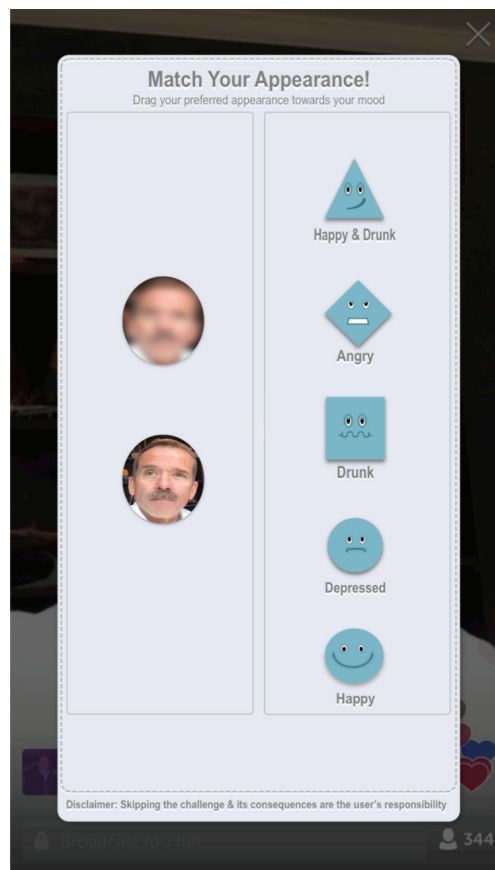 Match Your Appearance!
Drag your preferred appearance towards your mood
Happy & Drunk
Angry
Drunk
Depressed
Happy
Disclaimer: Skipping the challenge & its consequences are the user's responsibility
Broadcast too full
344